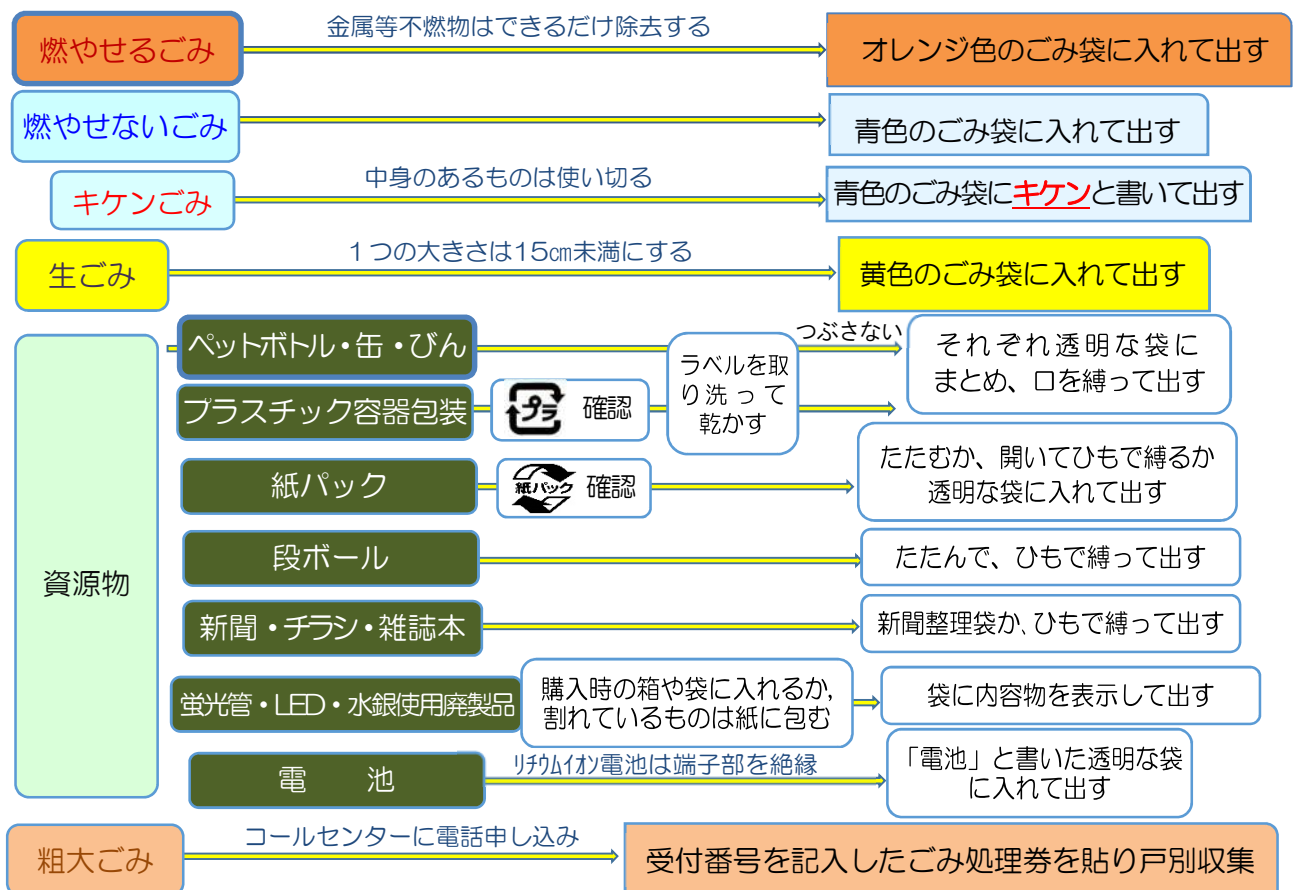 燃やせるごみ
金属等不燃物はできるだけ除去する
オレンジ色のごみ袋に入れて出す
燃やせないごみ
青色のごみ袋に入れて出す
キケンごみ
中身のあるものは使い切る
青色のごみ袋にキケンと書いて出す
生ごみ
１つの大きさは15㎝未満にする
黄色のごみ袋に入れて出す
資源物
ペットボトル・缶・びん
つぶさない
ラベルを取
り洗って
乾かす
それぞれ透明な袋に
まとめ、口を縛って出す
プラスチック容器包装
プラ
確認
紙パック
紙パック
確認
たたむか、開いてひもで縛るか
透明な袋に入れて出す
段ボール
たたんで、ひもで縛って出す
新聞・チラシ・雑誌本
新聞整理袋か、ひもで縛って出す
蛍光管・LED・水銀使用廃製品
購入時の箱や袋に入れるか,
割れているものは紙に包む
袋に内容物を表示して出す
電　池
ﾘﾁｳﾑｲｵﾝ電池は端子部を絶縁
「電池」と書いた透明な袋
に入れて出す
粗大ごみ
コールセンターに電話申し込み
受付番号を記入したごみ処理券を貼り戸別収集